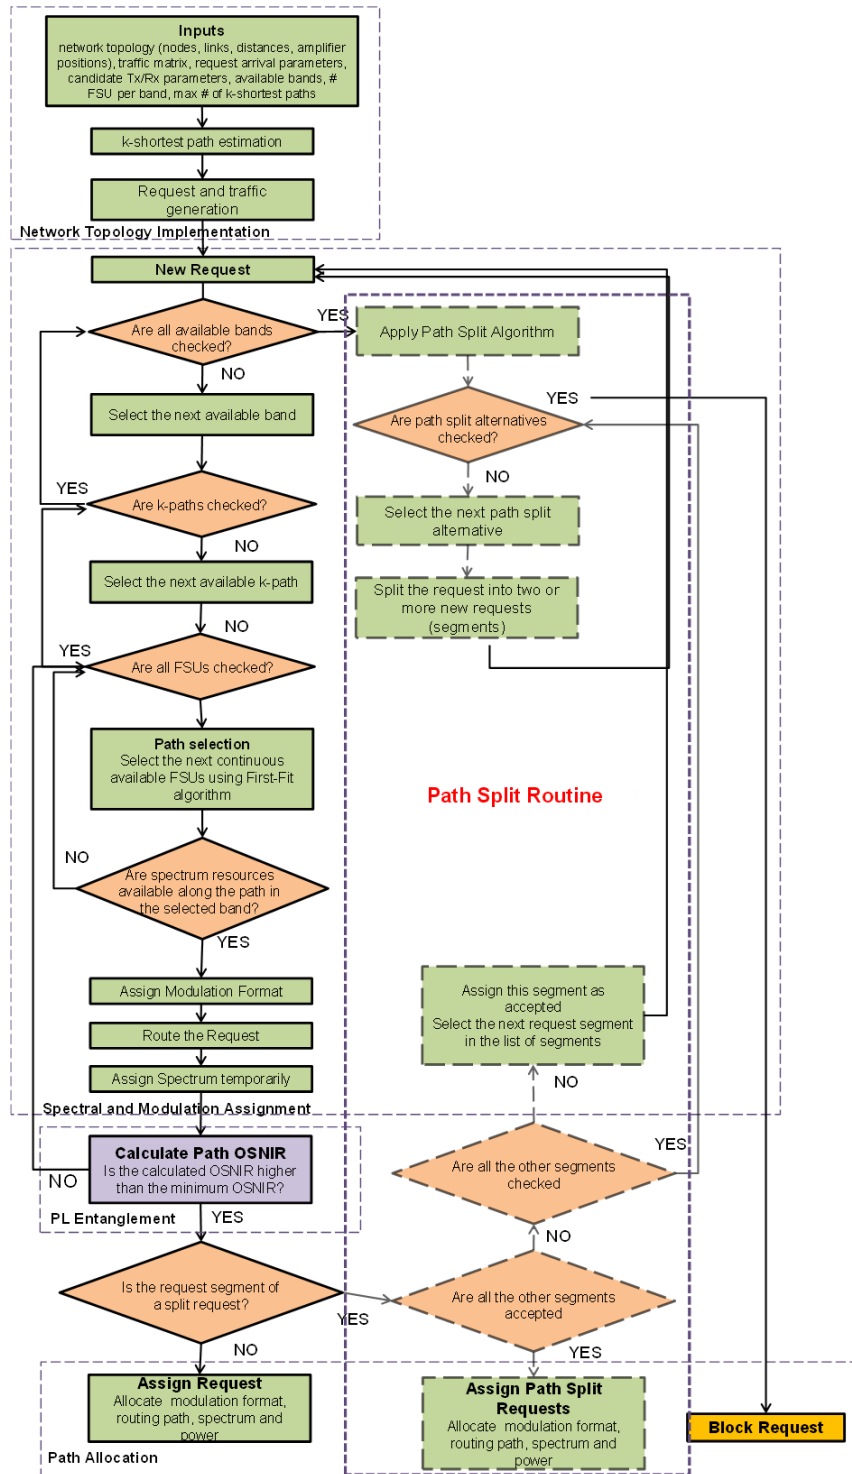 Inputs
network topology (nodes, links, distances, amplifier
positions), traffic matrix, request arrival parameters,
candidate Tx/Rx parameters, available bands, #
FSU per band, max # of k-shortest paths
k-shortest path estimation
Request and traffic
generation
Network Topology Implementation
New Request
Are all available bands
checked?
YES
NO
Select the next available band
Are k-paths checked?
YES
NO
Select the next available k-path
NO
Are all FSUs checked?
YES
Path selection
Select the next continuous
available FSUs using First-Fit
algorithm
Are spectrum resources
available along the path in
the selected band?
NO
YES
Assign Modulation Format
Route the Request
Assign Spectrum temporarily
Spectral and Modulation Assignment
Calculate Path OSNIR
Is the calculated OSNIR higher
than the minimum OSNIR?
NO
YES
PL Entanglement
Is the request segment of
a split request?
YES
NO
Assign Request
Allocate modulation format,
routing path, spectrum and
power
Path Allocation
Apply Path Split Algorithm
Are path split alternatives
checked?
YES
NO
Select the next path split
alternative
Split the request into two or
more new requests
(segments)
Path Split Routine
Assign this segment as
accepted
Select the next request segment
in the list of segments
NO
Are all the other segments
checked
YES
NO
Are all the other segments
accepted
YES
Assign Path Split
Requests
Allocate modulation format,
routing path, spectrum and
power
Block Request